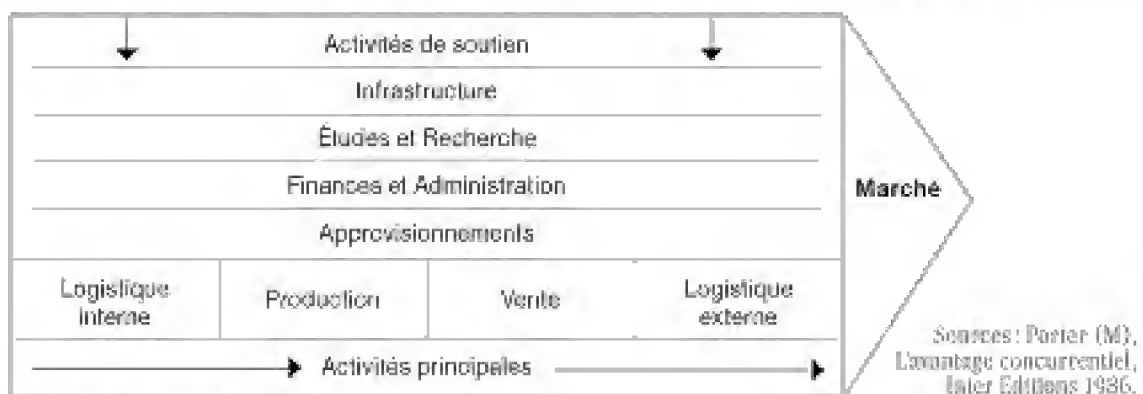 Activités de soutien
Infrastructure
Études et Recherche
Finances et Administration
Approvisionnements
Marché
Logistique interne
Production
Vente
Logistique externe
Activités principales
Sources : Porter (M),
L'avantage concurrentiel,
Inter Editions 1986.